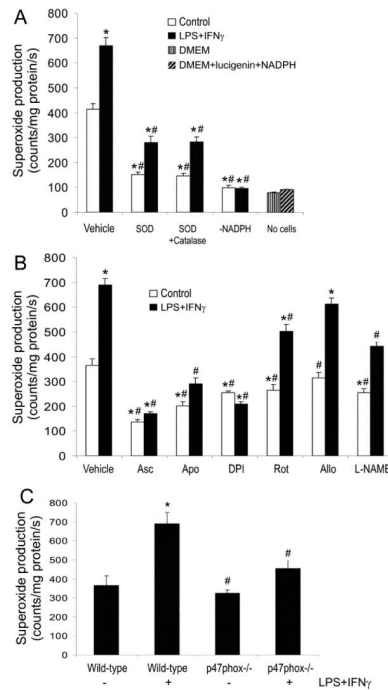 A
Superoxide production
(counts/mg protein/s)
800
700
600
500
400
300
200
100
0
Control
LPS+IFNγ
DMEM
DMEM+lucigenin+NADPH
*
*#
*#
*#
*#
*# *#
Vehicle
SOD
SOD
+Catalase
-NADPH
No cells
B
Superoxide production
(counts/mg protein/s)
800
700
600
500
400
300
200
100
0
Control
LPS+IFNγ
*
*#
*#
*#
#
*#
*#
*#
*#
#
*
*#
#
Vehicle
Asc
Apo
DPI
Rot
Allo
L-NAME
C
Superoxide production
(counts/mg protein/s)
800
700
600
500
400
300
200
100
0
*
#
#
Wild-type
Wild-type
p47phox-/-
p47phox-/-
- + - + LPS+IFNγ